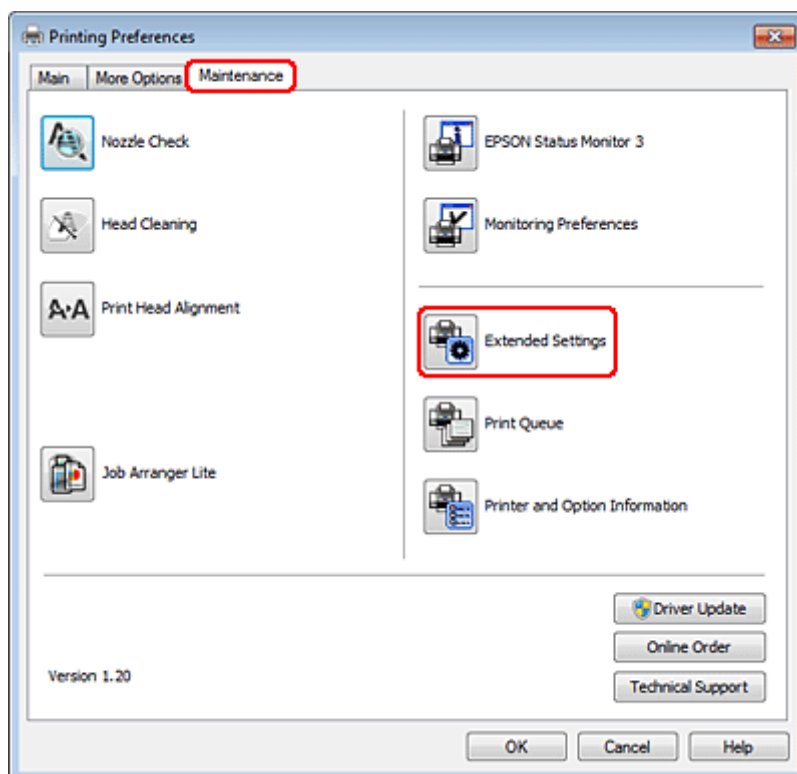 Printing Preferences
Main
More Options
Maintenance
Nozzle Check
Head Cleaning
A·A Print Head Alignment
Job Arranger Lite
EPSON Status Monitor 3
Monitoring Preferences
Extended Settings
Print Queue
Printer and Option Information
Driver Update
Online Order
Technical Support
Version 1.20
OK
Cancel
Help